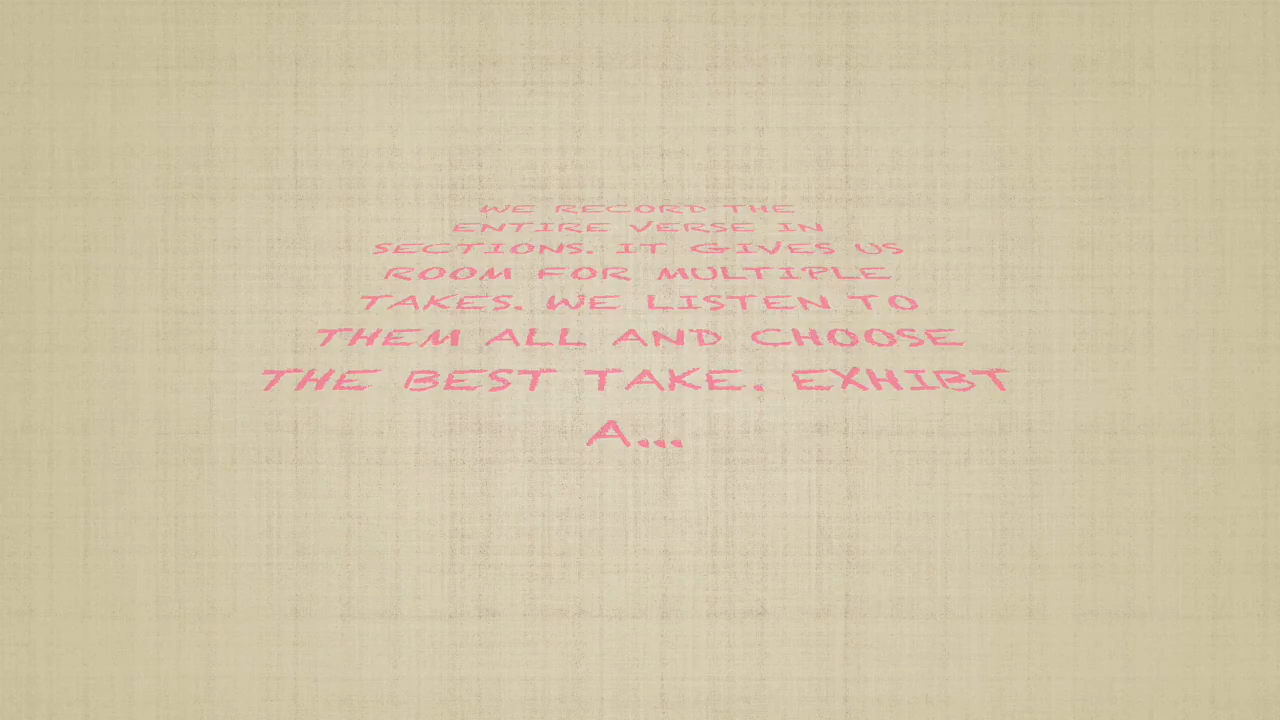 WE RECORD THE
ENTIRE VERSE IN
SECTIONS. IT GIVES US
ROOM FOR MULTIPLE
TAKES. WE LISTEN TO
THEM ALL AND CHOOSE
THE BEST TAKE. EXHIBT
A...